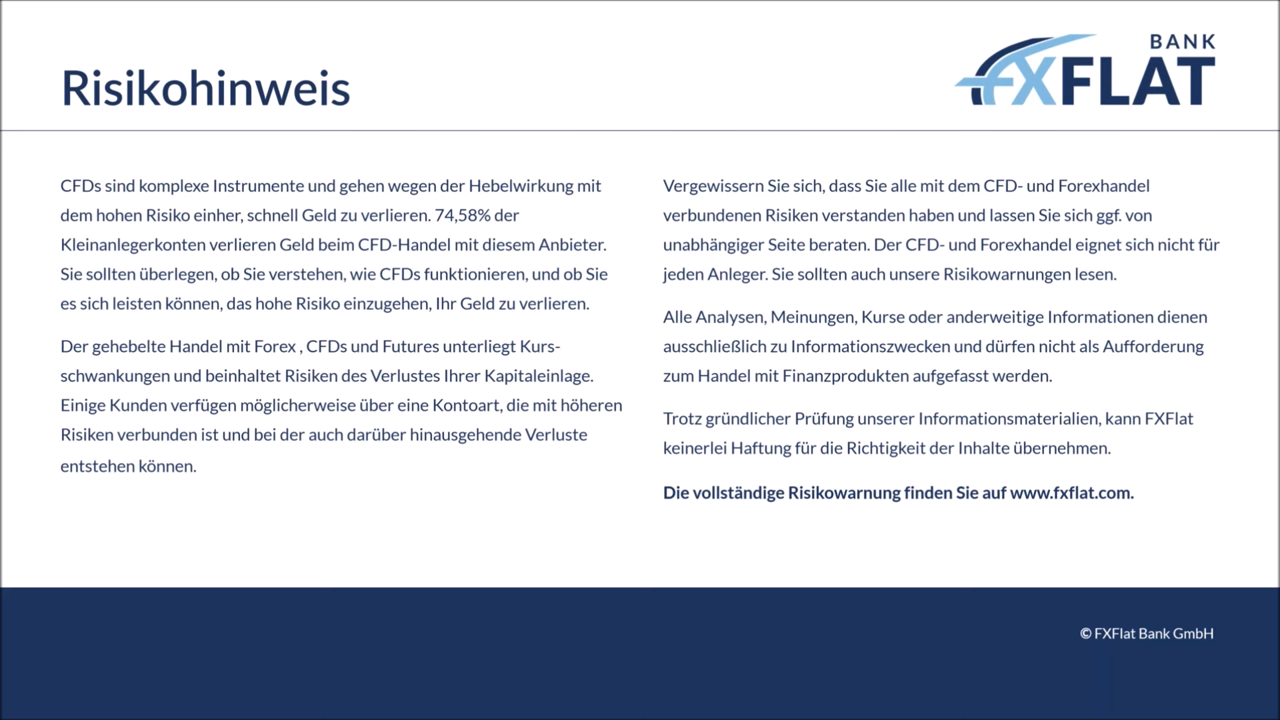 Risikohinweis
BANK
FXFLAT
CFDs sind komplexe Instrumente und gehen wegen der Hebelwirkung mit
dem hohen Risiko einher, schnell Geld zu verlieren. 74,58% der
Kleinanlegerkonten verlieren Geld beim CFD-Handel mit diesem Anbieter.
Sie sollten überlegen, ob Sie verstehen, wie CFDs funktionieren, und ob Sie
es sich leisten können, das hohe Risiko einzugehen, Ihr Geld zu verlieren.
Der gehebelte Handel mit Forex , CFDs und Futures unterliegt Kurs-
schwankungen und beinhaltet Risiken des Verlustes Ihrer Kapitaleinlage.
Einige Kunden verfügen möglicherweise über eine Kontoart, die mit höheren
Risiken verbunden ist und bei der auch darüber hinausgehende Verluste
entstehen können.
Vergewissern Sie sich, dass Sie alle mit dem CFD- und Forexhandel
verbundenen Risiken verstanden haben und lassen Sie sich ggf. von
unabhängiger Seite beraten. Der CFD- und Forexhandel eignet sich nicht für
jeden Anleger. Sie sollten auch unsere Risikowarnungen lesen.
Alle Analysen, Meinungen, Kurse oder anderweitige Informationen dienen
ausschließlich zu Informationszwecken und dürfen nicht als Aufforderung
zum Handel mit Finanzprodukten aufgefasst werden.
Trotz gründlicher Prüfung unserer Informationsmaterialien, kann FXFlat
keinerlei Haftung für die Richtigkeit der Inhalte übernehmen.
Die vollständige Risikowarnung finden Sie auf www.fxflat.com.
© FXFlat Bank GmbH